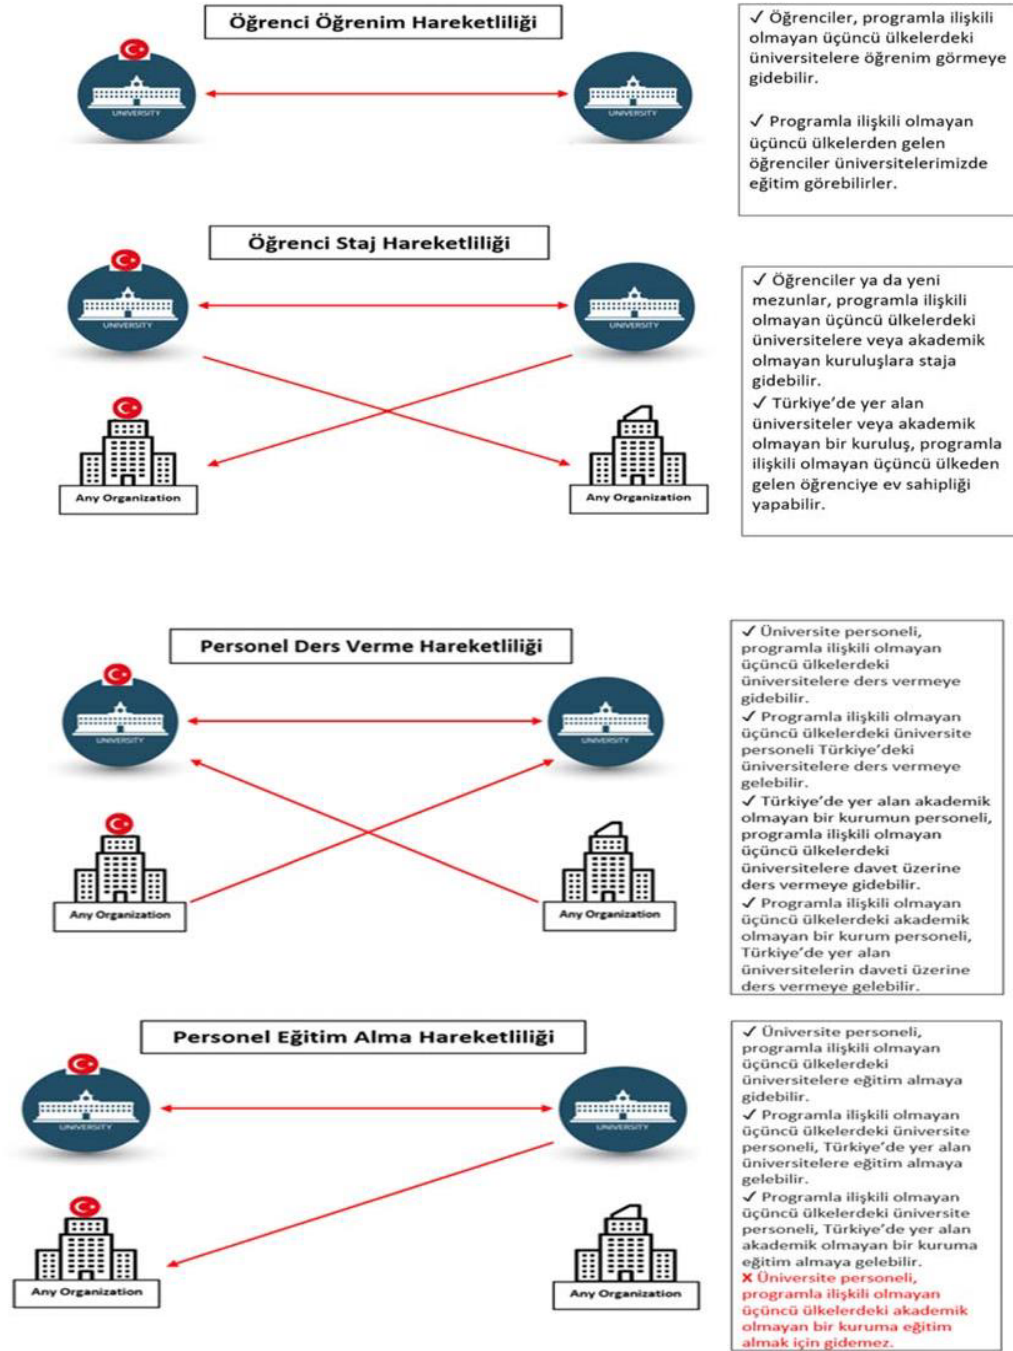 Öğrenci Öğrenim Hareketliliği
UNIVERSITY
UNIVERSITY
✓ Öğrenciler, programla ilişkili
olmayan üçüncü ülkelerdeki
üniversitelere öğrenim görmeye
gidebilir.
✓ Programla ilişkili olmayan
üçüncü ülkelerden gelen
öğrenciler üniversitelerimizde
eğitim görebilirler.
Öğrenci Staj Hareketliliği
UNIVERSITY
UNIVERSITY
Any Organization
Any Organization
✓ Öğrenciler ya da yeni
mezunlar, programla ilişkili
olmayan üçüncü ülkelerdeki
üniversitelere veya akademik
olmayan kuruluşlara staja
gidebilir.
✓ Türkiye’de yer alan
üniversiteler veya akademik
olmayan bir kuruluş, programla
ilişkili olmayan üçüncü ülkeden
gelen öğrenciye ev sahipliği
yapabilir.
Personel Ders Verme Hareketliliği
UNIVERSITY
UNIVERSITY
Any Organization
Any Organization
✓ Üniversite personeli,
programla ilişkili olmayan
üçüncü ülkelerdeki
üniversitelere ders vermeye
gidebilir.
✓ Programla ilişkili olmayan
üçüncü ülkelerdeki üniversite
personeli Türkiye’deki
üniversitelere ders vermeye
gelebilir.
✓ Türkiye’de yer alan akademik
olmayan bir kurumun personeli,
programla ilişkili olmayan
üçüncü ülkelerdeki
üniversitelere davet üzerine
ders vermeye gidebilir.
✓ Programla ilişkili olmayan
üçüncü ülkelerdeki akademik
olmayan bir kurum personeli,
Türkiye’de yer alan
üniversitelerin daveti üzerine
ders vermeye gelebilir.
Personel Eğitim Alma Hareketliliği
UNIVERSITY
UNIVERSITY
Any Organization
Any Organization
✓ Üniversite personeli,
programla ilişkili olmayan
üçüncü ülkelerdeki
üniversitelere eğitim almaya
gidebilir.
✓ Programla ilişkili olmayan
üçüncü ülkelerdeki üniversite
personeli, Türkiye’de yer alan
üniversitelere eğitim almaya
gelebilir.
✓ Programla ilişkili olmayan
üçüncü ülkelerdeki üniversite
personeli, Türkiye’de yer alan
akademik olmayan bir kuruma
eğitim almaya gelebilir.
X Üniversite personeli,
programla ilişkili olmayan
üçüncü ülkelerdeki akademik
olmayan bir kuruma eğitim
almak için gidemez.